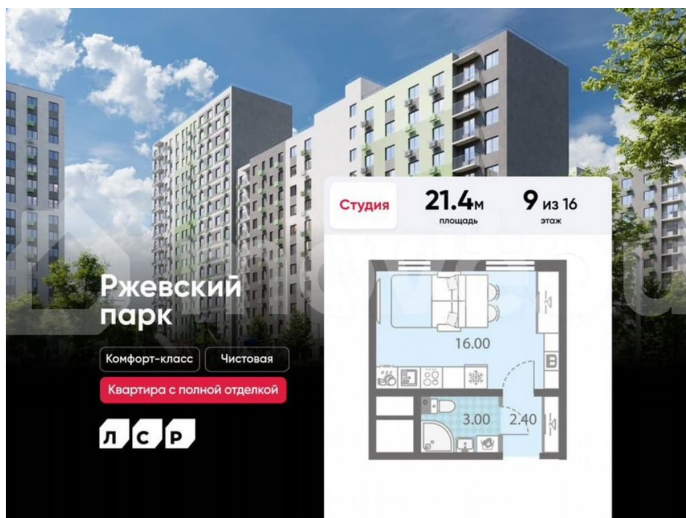 Студия
21.4м
площадь
9 из 16
этаж
Ржевский
парк
Комфорт-класс
Чистовая
Квартира с полной отделкой
ЛСР
16.00
3.00
2.40